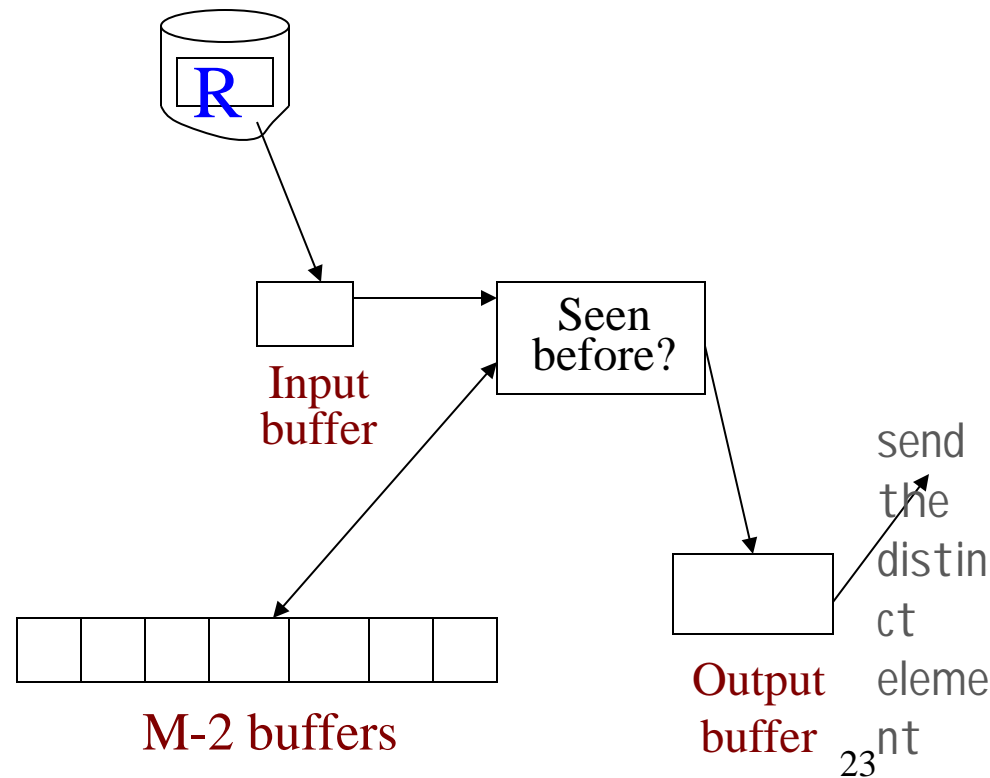 R
Seen
before?
Input
buffer
send
the
distin
ct
eleme
nt
M-2 buffers
Output
buffer
23